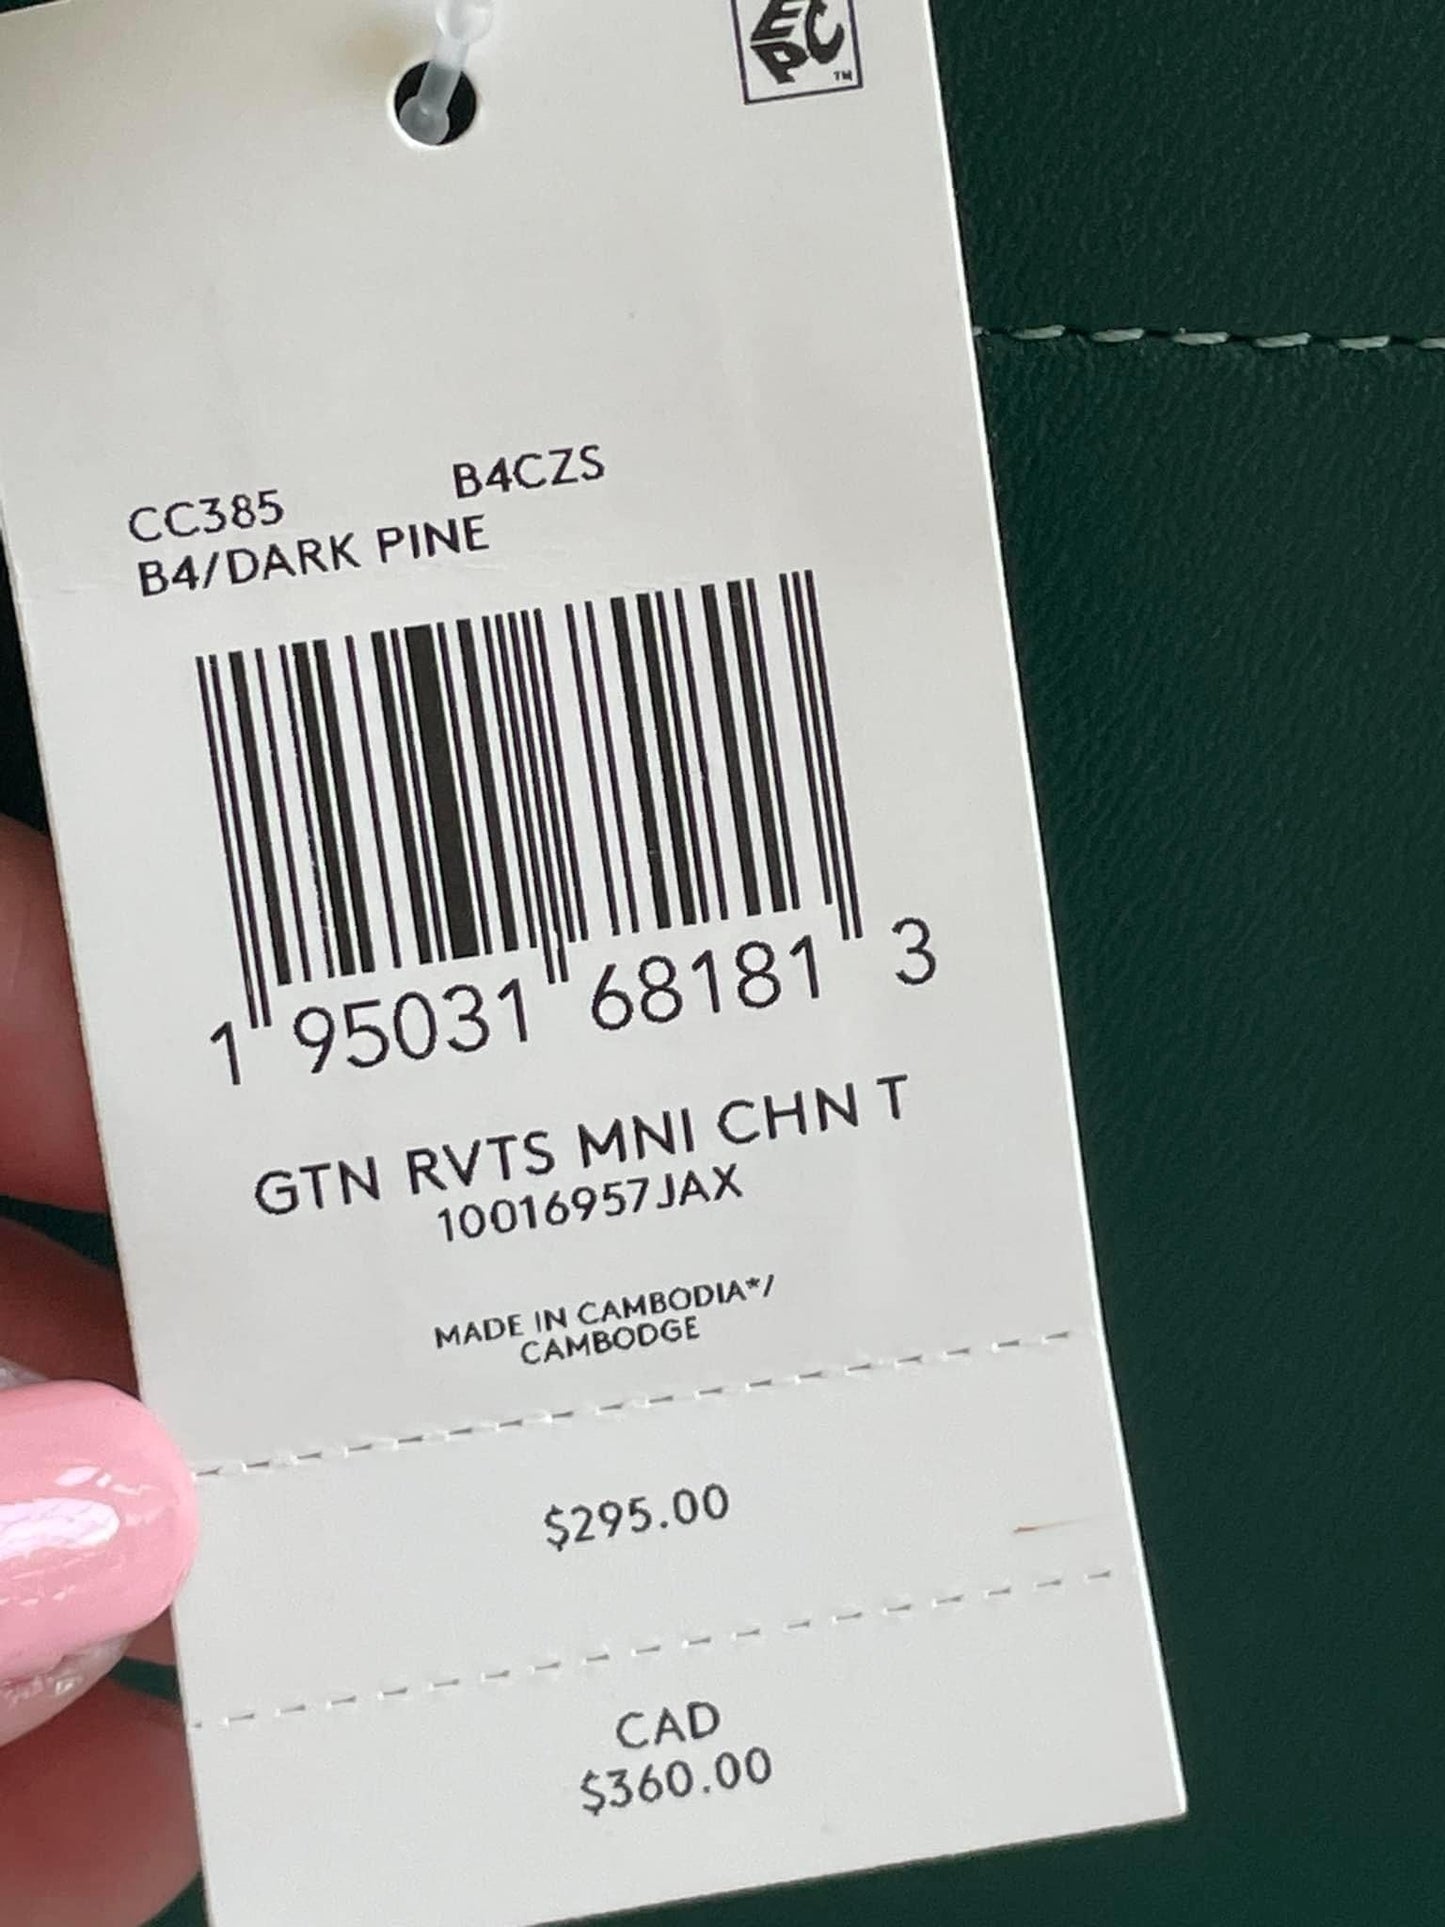 EPC
TM
CC385 B4CZS
B4/DARK PINE
1 95031 68181 3
GTN RVTS MNI CHN T
10016957JAX
MADE IN CAMBODIA*/
CAMBODGE
$295.00
CAD
$360.00